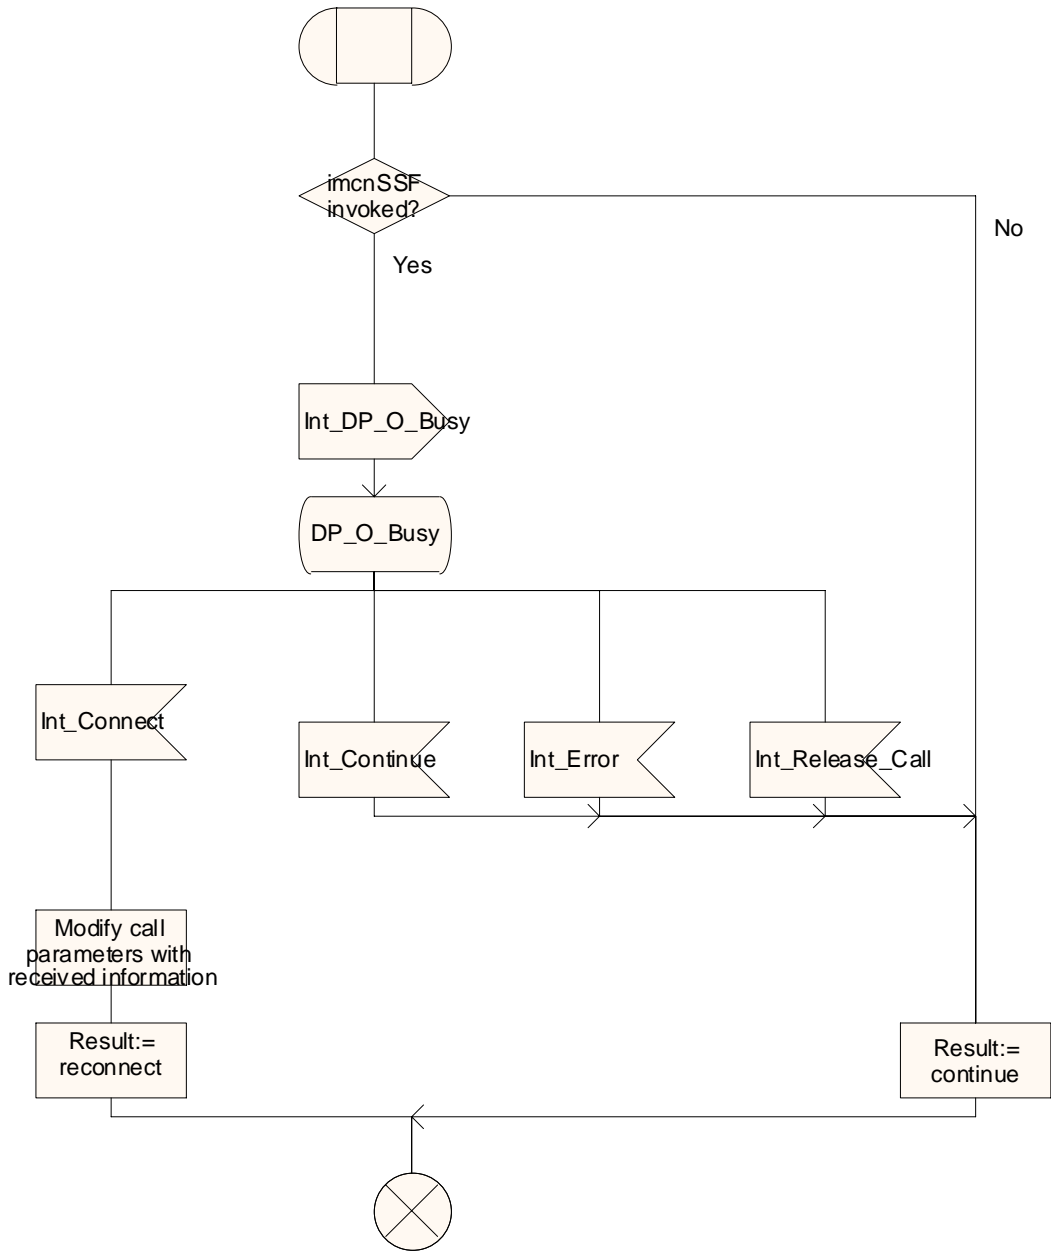 imcnSSF
invoked?
No
Yes
Int_DP_O_Busy
DP_O_Busy
Int_Connect
Int_Continue
Int_Error
Int_Release_Call
Modify call
parameters with
received information
Result:=
reconnect
Result:=
continue